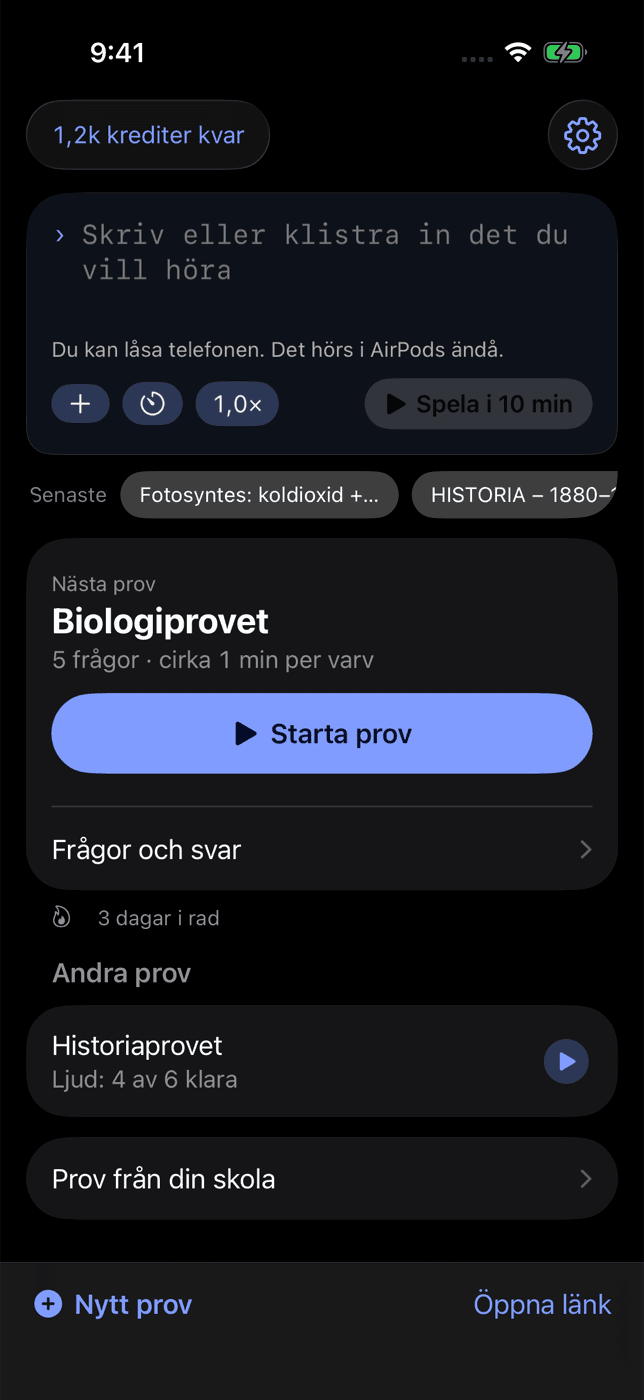 9:41
1,2k krediter kvar
› Skriv eller klistra in det du
vill höra
Du kan låsa telefonen. Det hörs i AirPods ändå.
1,0×
Spela i 10 min
Senaste
Fotosyntes: koldioxid +...
HISTORIA – 1880–
Nästa prov
Biologiprovet
5 frågor · cirka 1 min per varv
Starta prov
Frågor och svar
3 dagar i rad
Andra prov
Historiaprovet
Ljud: 4 av 6 klara
Prov från din skola
Nytt prov
Öppna länk